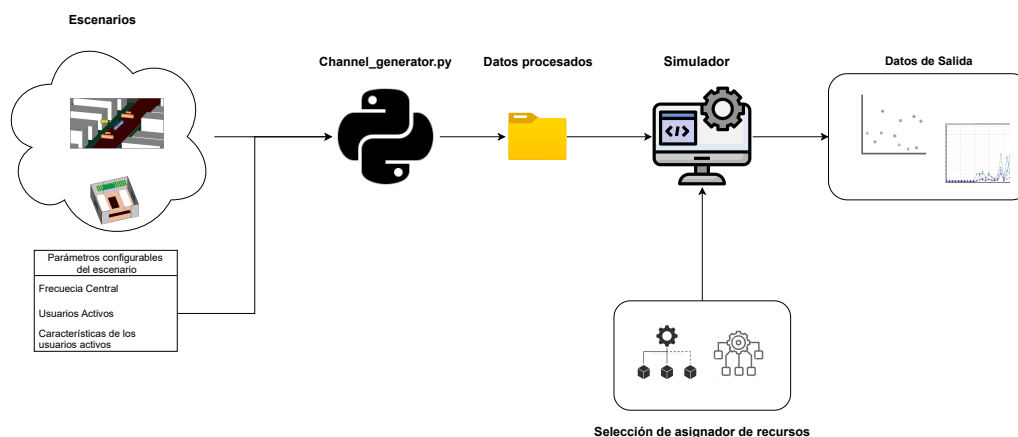 Escenarios
Channel_generator.py
Datos procesados
Simulador
Datos de Salida
</>
Parámetros configurables
del escenario
Frecuecia Central
Usuarios Activos
Características de los
usuarios activos
Selección de asignador de recursos